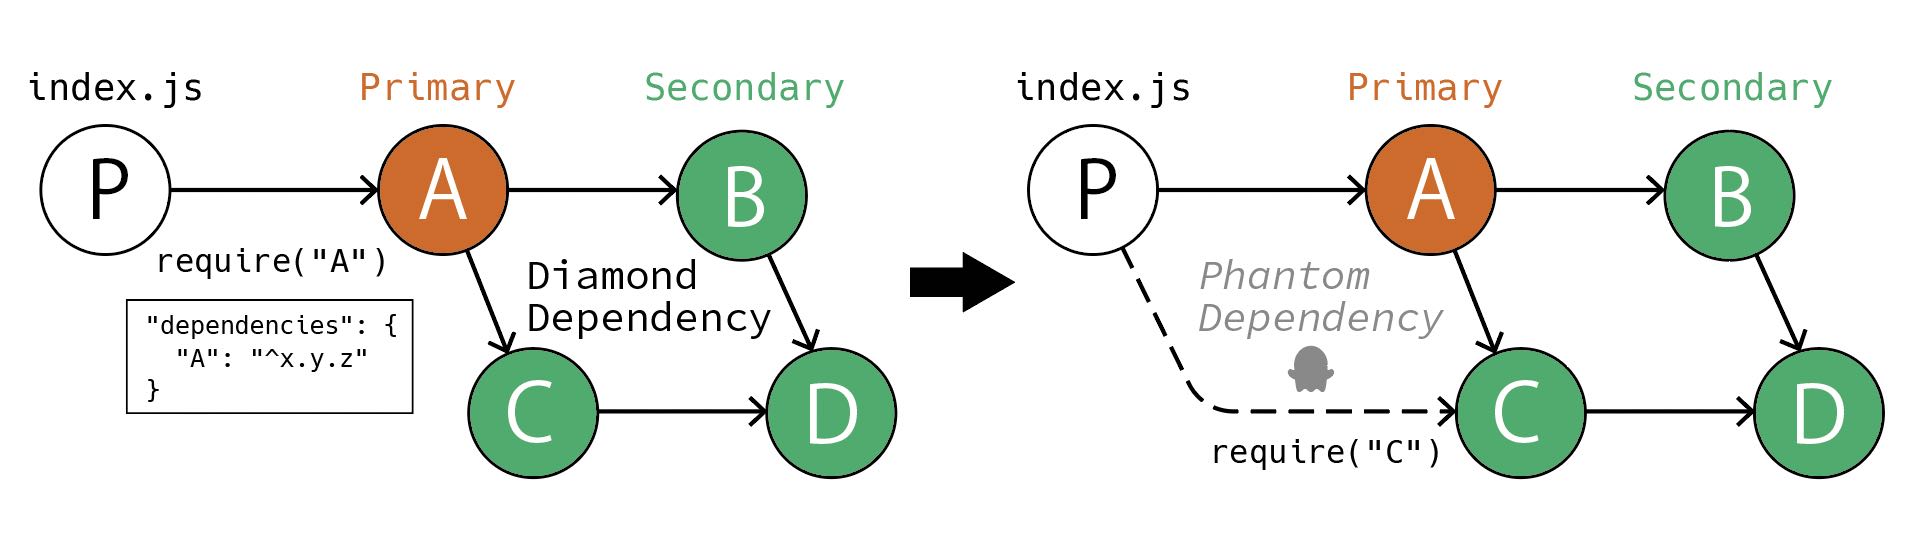 index.js
Primary
Secondary
P
A
B
require("A")
Diamond
Dependency
"dependencies": {
"A": "^x.y.z"
}
C
D
index.js
Primary
Secondary
P
A
B
Phantom
Dependency
C
D
require("C")